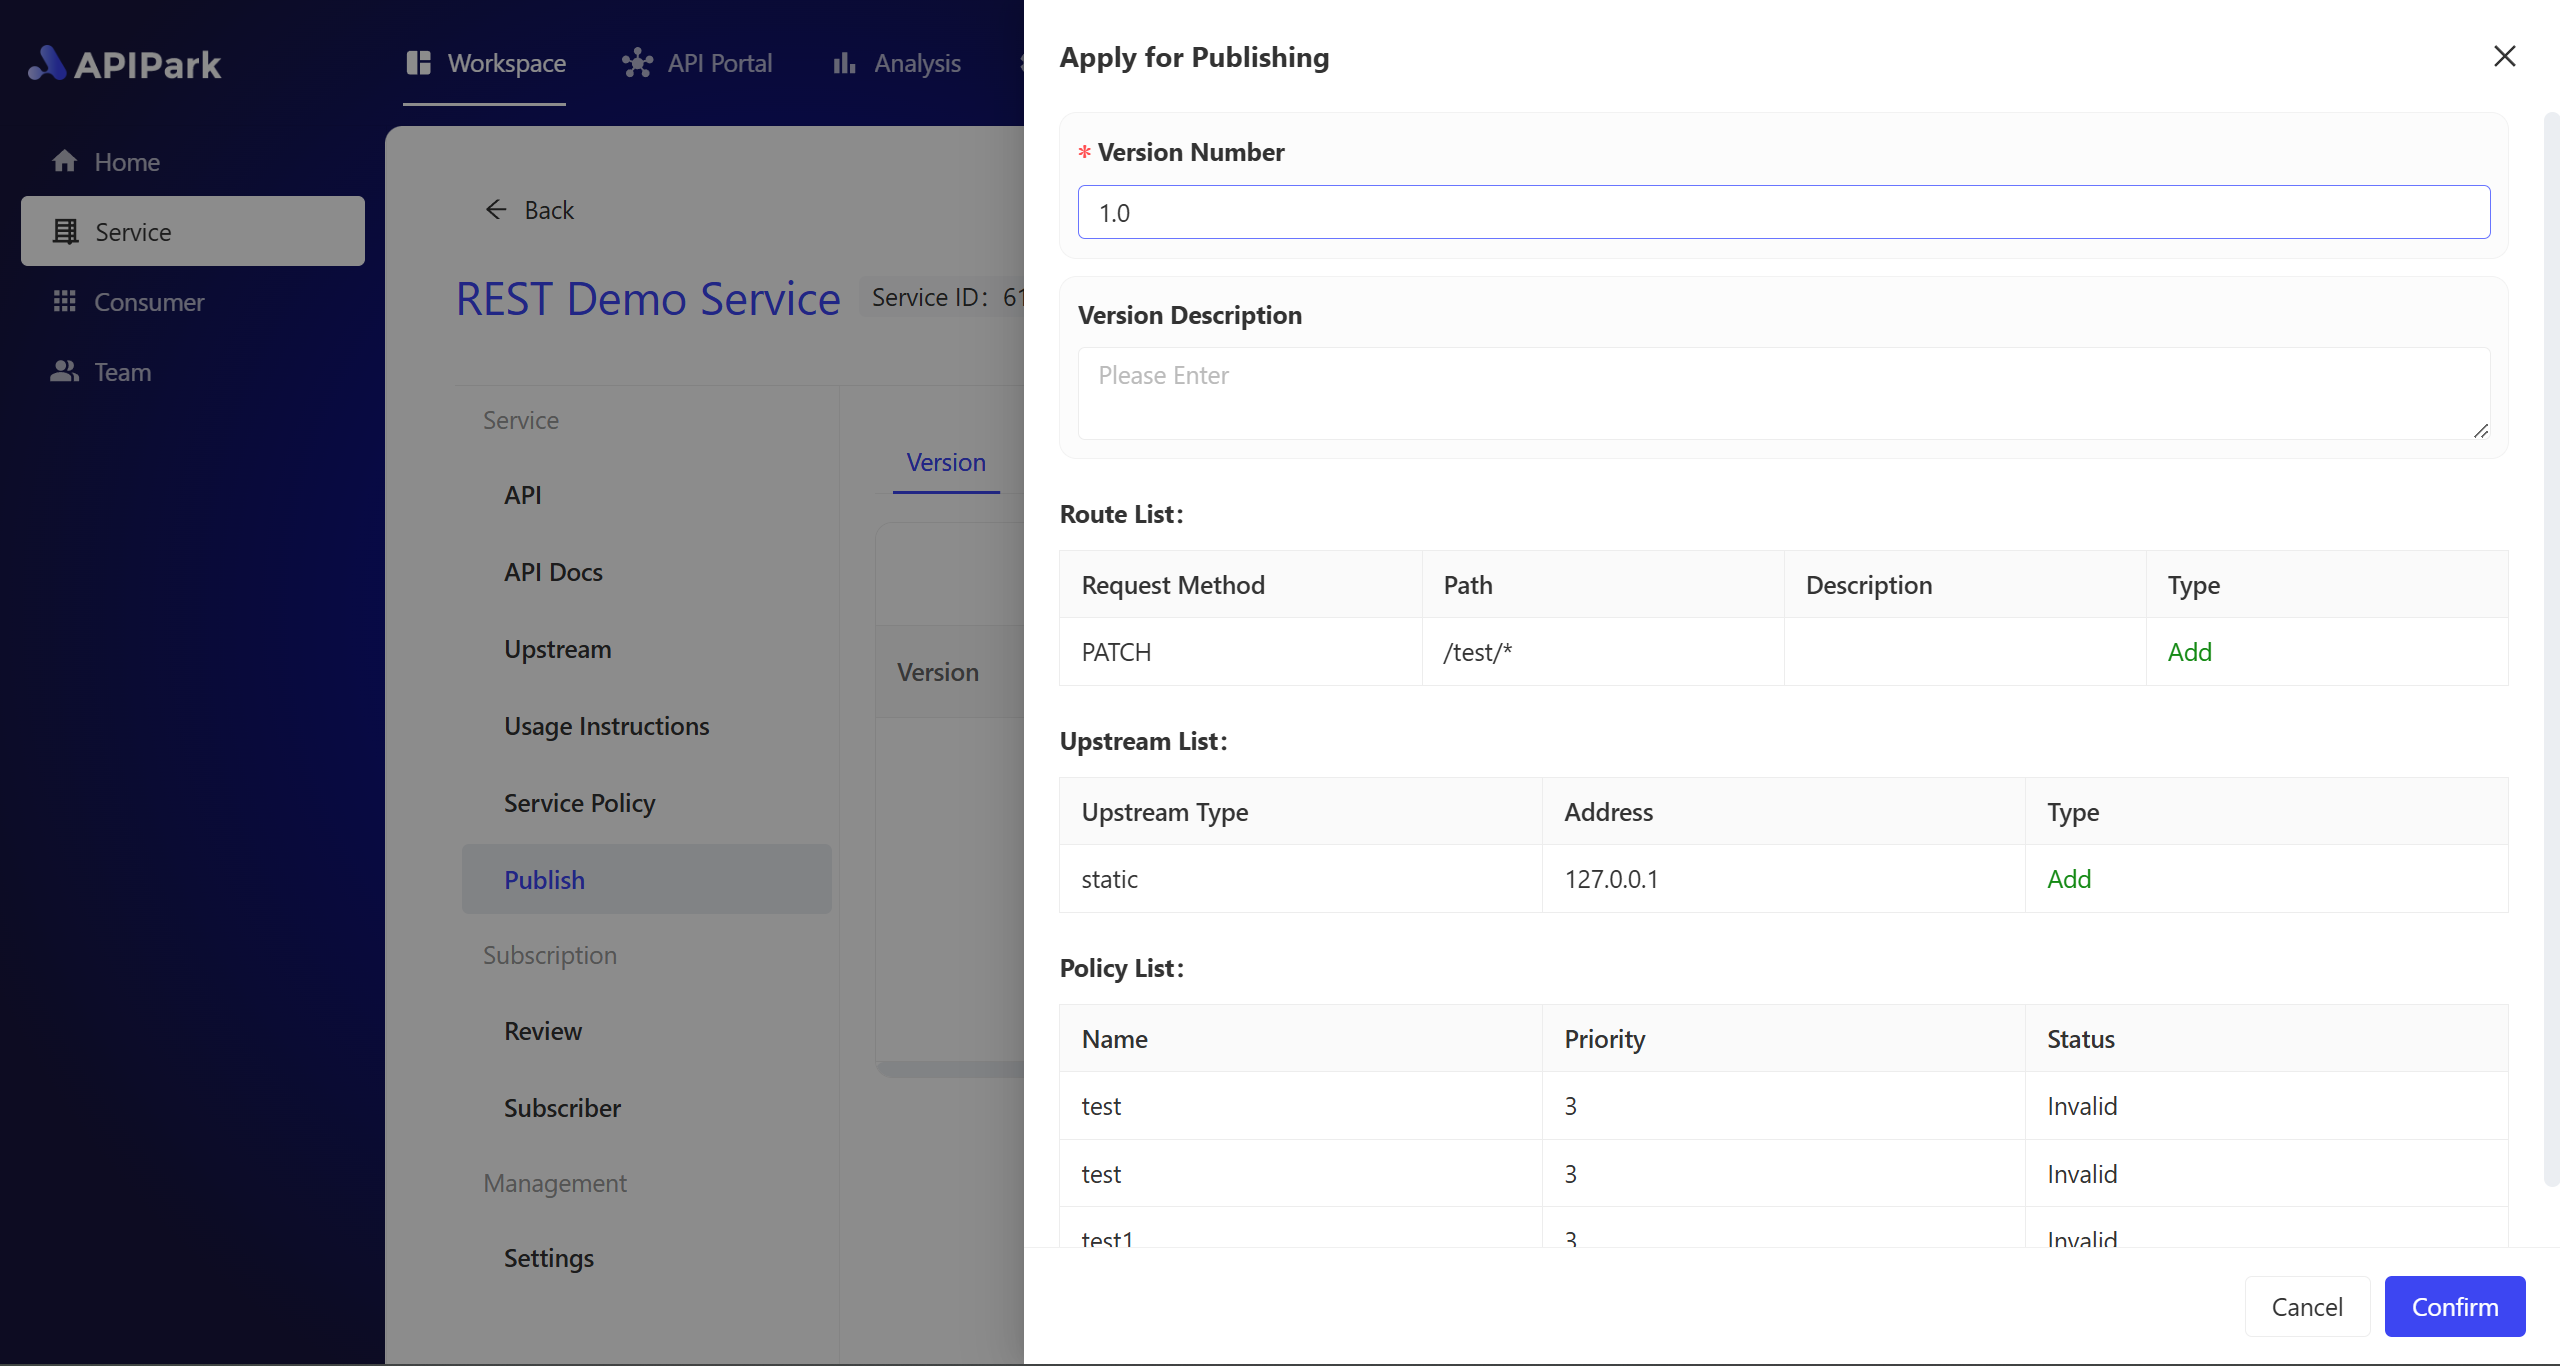 APIPark
Workspace
API Portal
Analysis
Home
Service
Consumer
Team
Back
REST Demo Service
Service ID: 61
Service
API
API Docs
Upstream
Usage Instructions
Service Policy
Publish
Subscription
Review
Subscriber
Management
Settings
Version
Version
Apply for Publishing
* Version Number
1.0
Version Description
Please Enter
Route List:
Request Method Path Description Type
PATCH /test/* Add
Upstream List:
Upstream Type Address Type
static 127.0.0.1 Add
Policy List:
Name Priority Status
test 3 Invalid
test 3 Invalid
test1 3 Invalid
Cancel Confirm